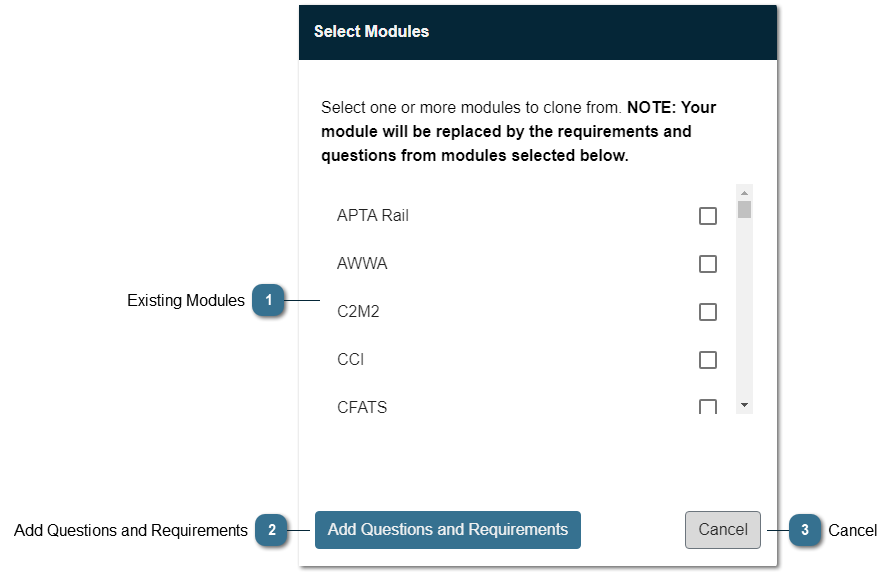 Select Modules
Select one or more modules to clone from. NOTE: Your
module will be replaced by the requirements and
questions from modules selected below.
APTA Rail
AWWA
Existing Modules 1
C2M2
CCI
CFATS
Add Questions and Requirements 2 Add Questions and Requirements Cancel 3 Cancel